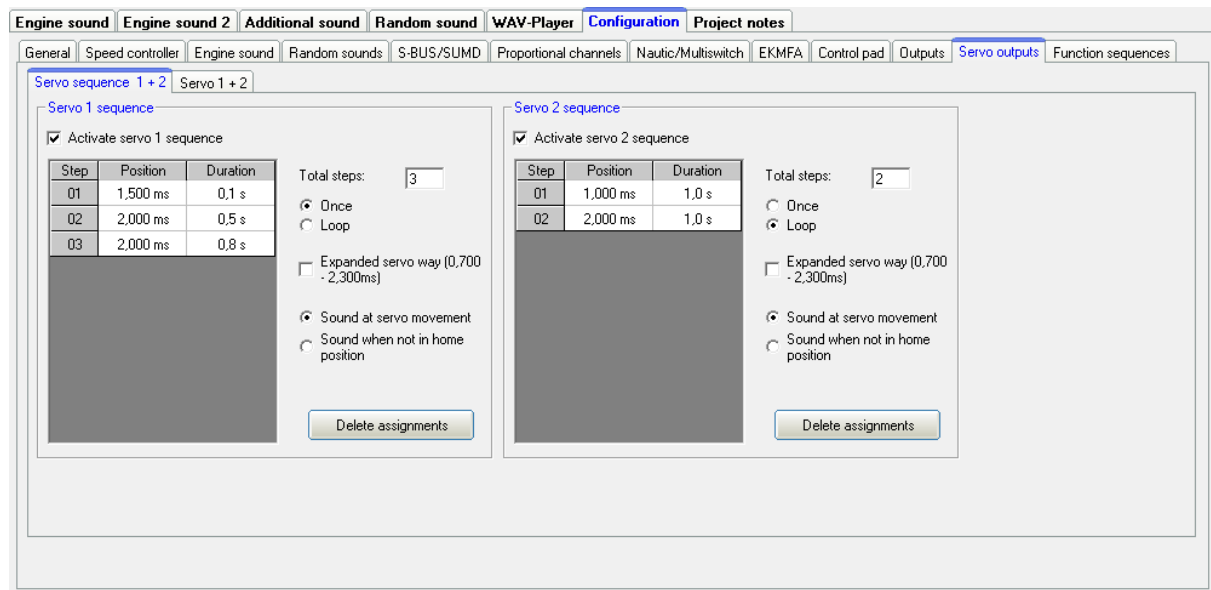 Engine sound Engine sound 2 Additional sound Random sound WAV-Player Configuration Project notes
General Speed controller Engine sound Random sounds S-BUS/SUMD Proportional channels Nautic/Multiswitch EKMFA Control pad Outputs Servo outputs Function sequences
Servo sequence 1 + 2 Servo 1 + 2
Servo 1 sequence
Activate servo 1 sequence
Step Position Duration
01 1,500 ms 0,1 s
02 2,000 ms 0,5 s
03 2,000 ms 0,8 s
Total steps: 3
Once
Loop
Expanded servo way (0,700
- 2,300ms)
Sound at servo movement
Sound when not in home
position
Delete assignments
Servo 2 sequence
Activate servo 2 sequence
Step Position Duration
01 1,000 ms 1,0 s
02 2,000 ms 1,0 s
Total steps: 2
Once
Loop
Expanded servo way (0,700
- 2,300ms)
Sound at servo movement
Sound when not in home
position
Delete assignments